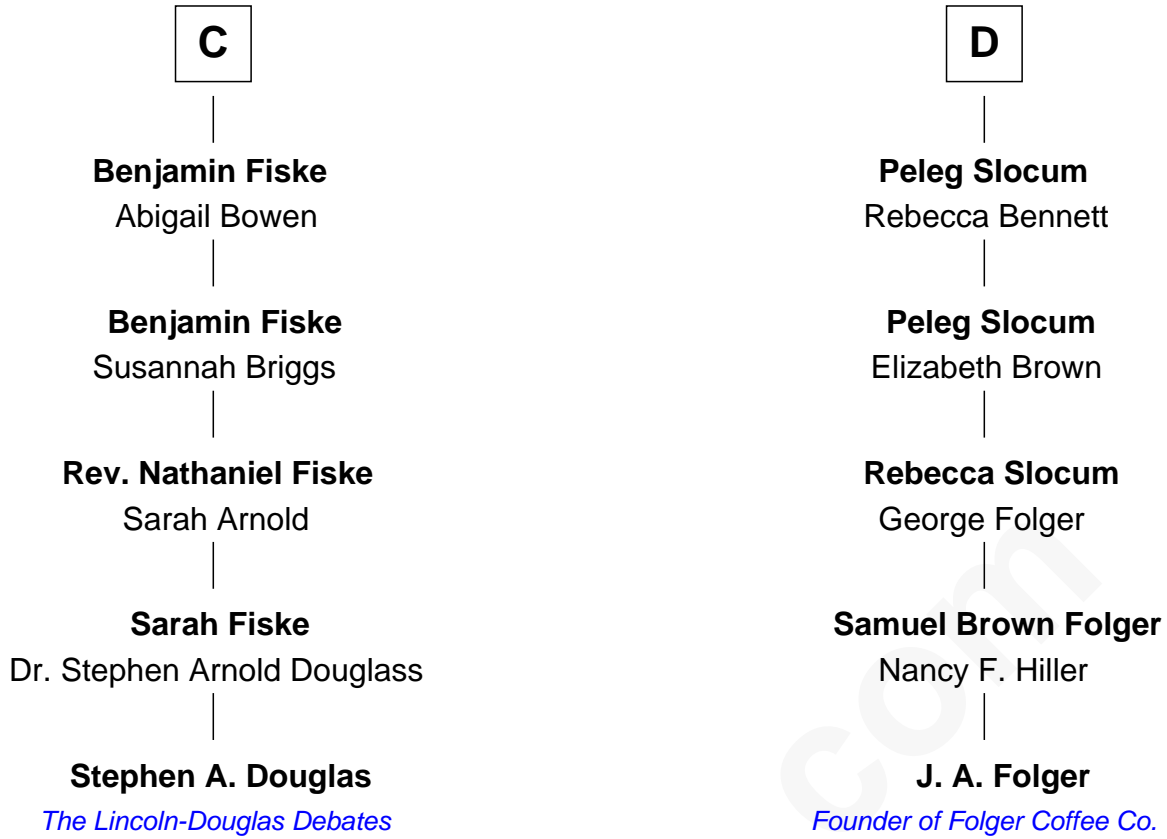 C
Benjamin Fiske
Abigail Bowen
Benjamin Fiske
Susannah Briggs
Rev. Nathaniel Fiske
Sarah Arnold
Sarah Fiske
Dr. Stephen Arnold Douglass
Stephen A. Douglas
The Lincoln-Douglas Debates
D
Peleg Slocum
Rebecca Bennett
Peleg Slocum
Elizabeth Brown
Rebecca Slocum
George Folger
Samuel Brown Folger
Nancy F. Hiller
J. A. Folger
Founder of Folger Coffee Co.
com